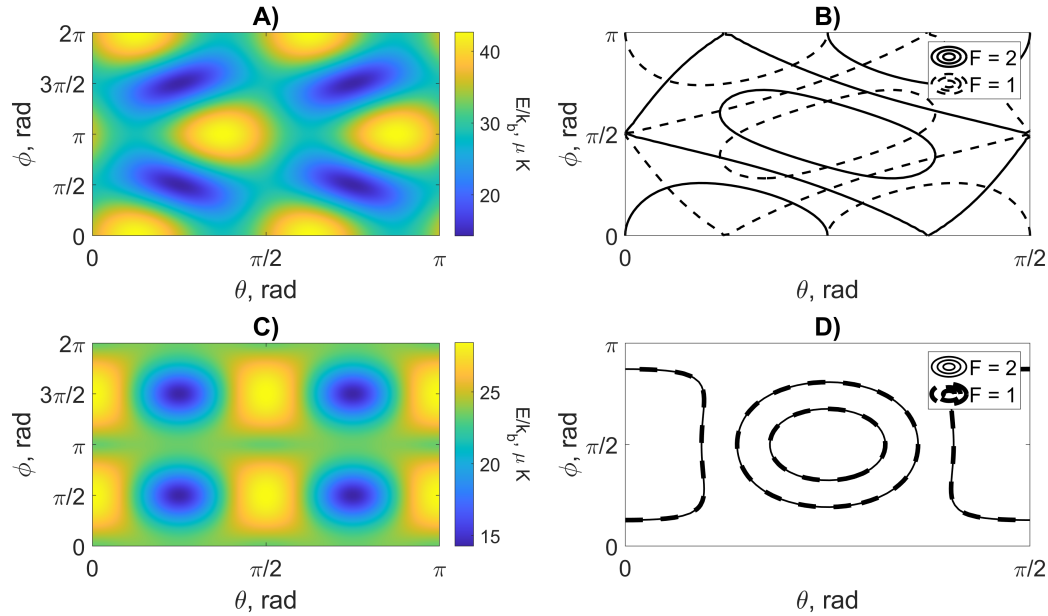 A)
2π
3π/2
π
π/2
0
ϕ, rad
0
π/2
π
θ, rad
40
30
20
E/k_b, μ K
B)
π
π/2
0
ϕ, rad
0
π/2
θ, rad
F = 2
F = 1
C)
2π
3π/2
π
π/2
0
ϕ, rad
0
π/2
π
θ, rad
25
20
15
E/k_b, μ K
D)
π
π/2
0
ϕ, rad
0
π/2
θ, rad
F = 2
F = 1